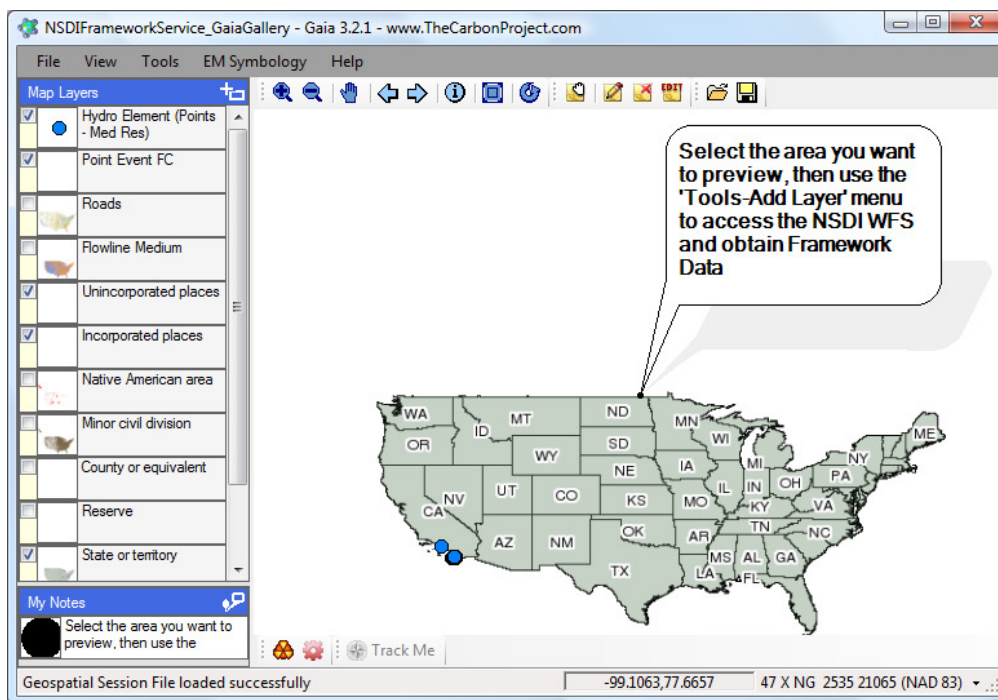 NSDIFrameworkService_GaiaGallery - Gaia 3.2.1 - www.TheCarbonProject.com
File View Tools EM Symbology Help
Map Layers
Hydro Element (Points
- Med Res)
Point Event FC
Roads
Flowline Medium
Unincorporated places
Incorporated places
Native American area
Minor civil division
County or equivalent
Reserve
State or territory
My Notes
Select the area you want to
preview, then use the
EDIT
Select the area you want
to preview, then use the
'Tools-Add Layer' menu
to access the NSDI WFS
and obtain Framework
Data
WA
MT
ND
MN
ME
OR
ID
SD
WI
NY
WY
MI
NE
IA
PA
NV
UT
CO
IL
IN
OH
CA
KS
MO
KY
VA
AZ
NM
OK
AR
TN
NC
TX
MS
AL
GA
LA
FL
Track Me
Geospatial Session File loaded successfully
-99.1063,77.6657
47 X NG 2535 21065 (NAD 83)